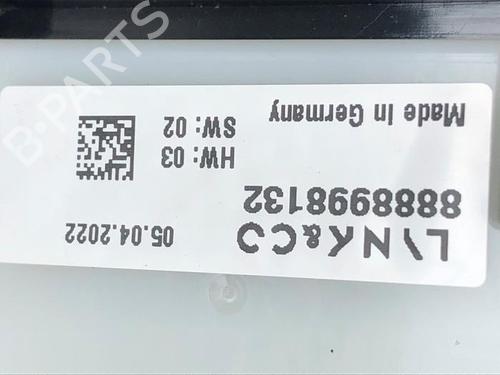 LYNK&CO 05.04.2022
8888998132
HW: 03
SW: 02
Made In Germany
B-PARTS